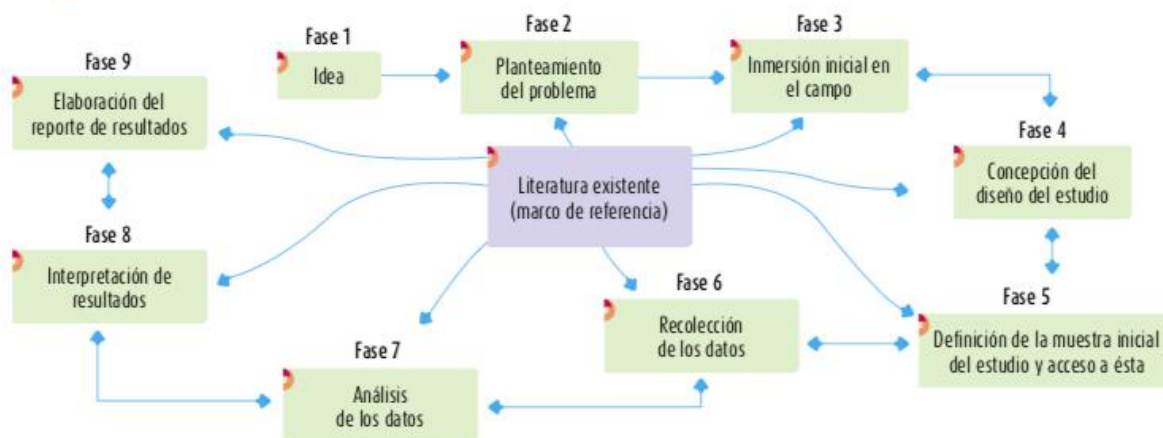 Fase 1
Idea
Fase 2
Planteamiento
del problema
Fase 3
Inmersión inicial en
el campo
Fase 4
Concepción del
diseño del estudio
Fase 5
Definición de la muestra inicial
del estudio y acceso a ésta
Fase 6
Recolección
de los datos
Fase 7
Análisis
de los datos
Fase 8
Interpretación de
resultados
Fase 9
Elaboración del
reporte de resultados
Literatura existente
(marco de referencia)